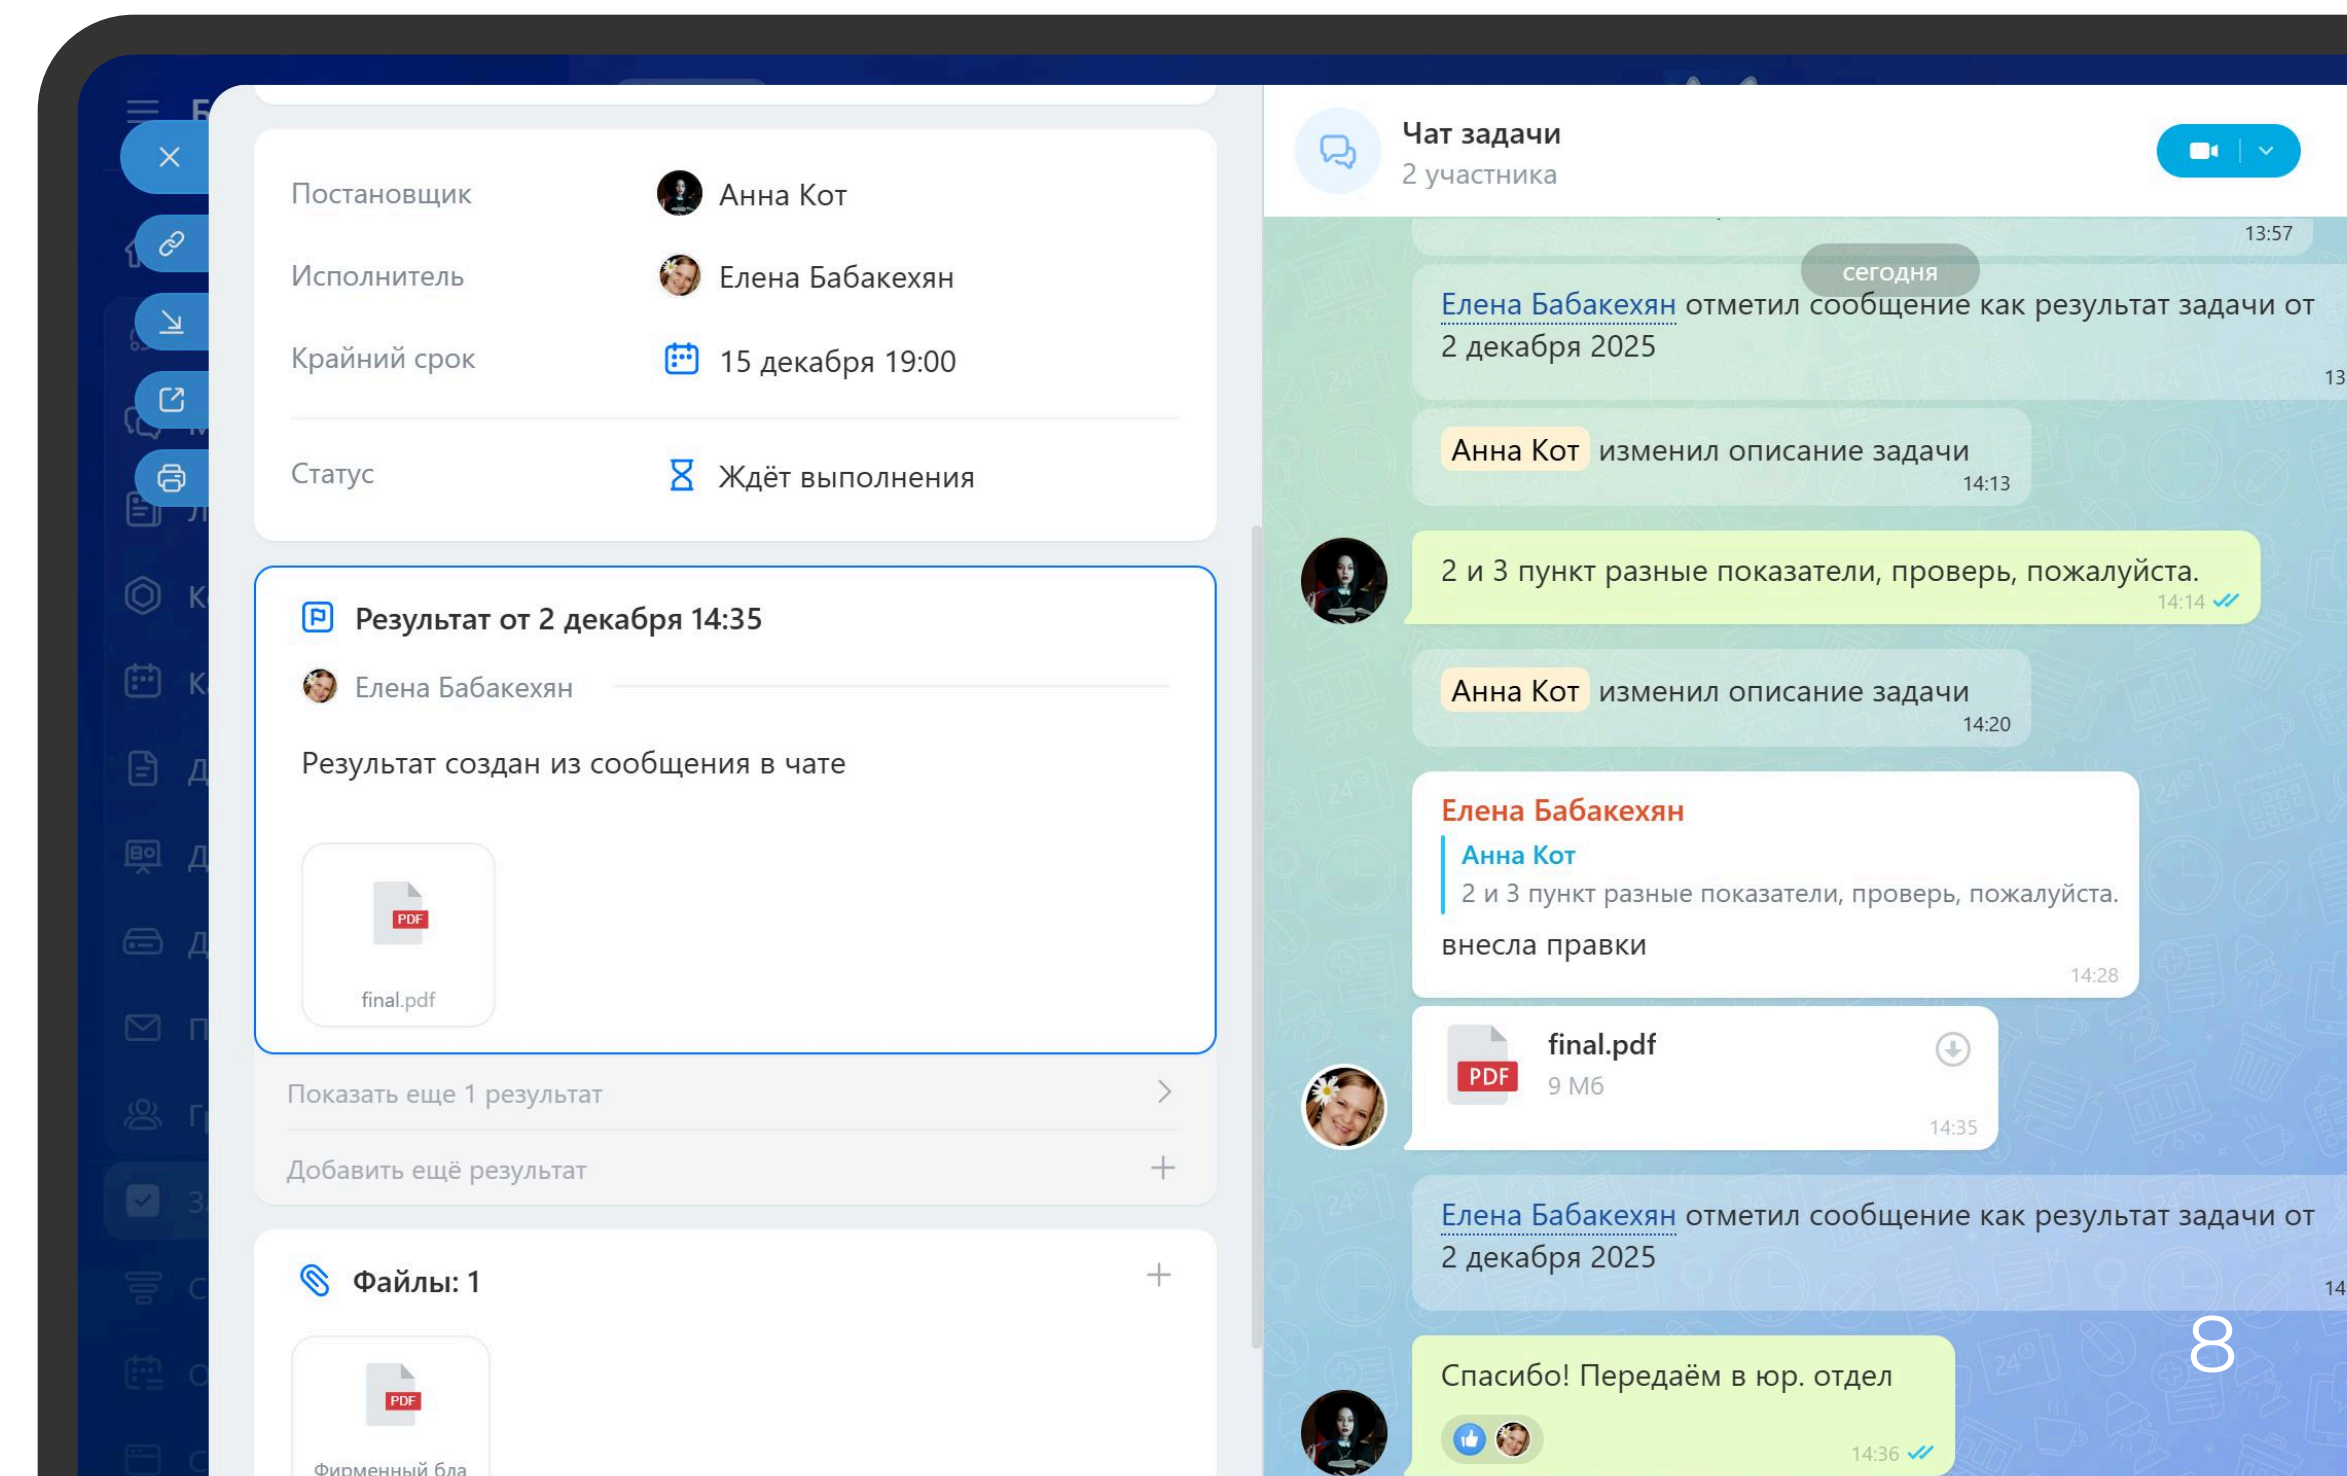 Постановщик
Анна Кот
Исполнитель
Елена Бабакехян
Крайний срок
15 декабря 19:00
Статус
Ждёт выполнения
Результат от 2 декабря 14:35
Елена Бабакехян
Результат создан из сообщения в чате
PDF
final.pdf
Показать еще 1 результат
Добавить ещё результат
Файлы: 1
PDF
Фирменный бла
Чат задачи
2 участника
13:57
сегодня
Елена Бабакехян отметил сообщение как результат задачи от
2 декабря 2025
13
Анна Кот изменил описание задачи
14:13
2 и 3 пункт разные показатели, проверь, пожалуйста.
14:14
Анна Кот изменил описание задачи
14:20
Елена Бабакехян
Анна Кот
2 и 3 пункт разные показатели, проверь, пожалуйста.
внесла правки
14:28
final.pdf
PDF
9 Мб
14:35
Елена Бабакехян отметил сообщение как результат задачи от
2 декабря 2025
14
8
Спасибо! Передаём в юр. отдел
14:36